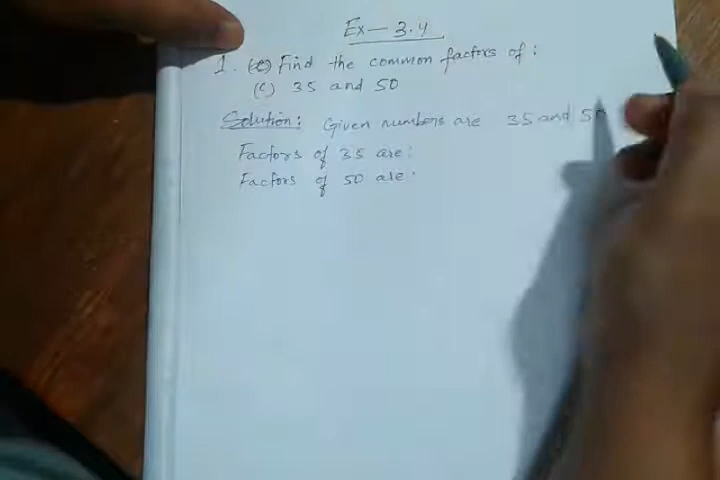 Ex - 3.4
1. Find the common factors of :
(c) 35 and 50
Solution : Given numbers are 35 and 50
Factors of 35 are :
Factors of 50 are :